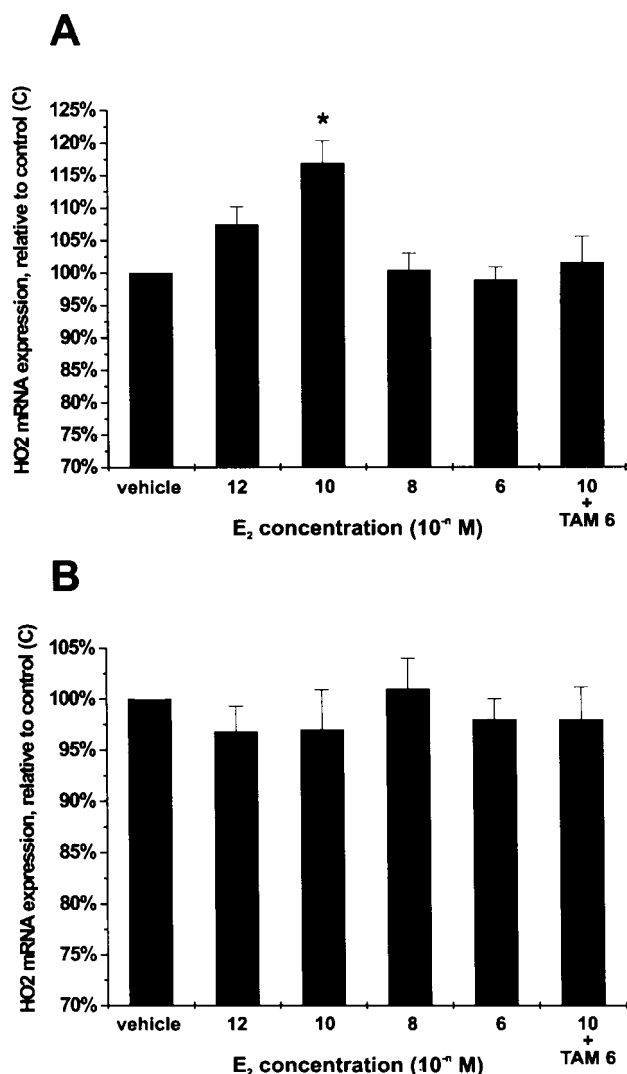 A
HO2 mRNA expression, relative to control (C)
125%
120%
115%
110%
105%
100%
95%
90%
85%
80%
75%
70%
*
vehicle 12 10 8 6 10
+
TAM 6
E₂ concentration (10⁻ⁿ M)
B
HO2 mRNA expression, relative to control (C)
105%
100%
95%
90%
85%
80%
75%
70%
vehicle 12 10 8 6 10
+
TAM 6
E₂ concentration (10⁻ⁿ M)